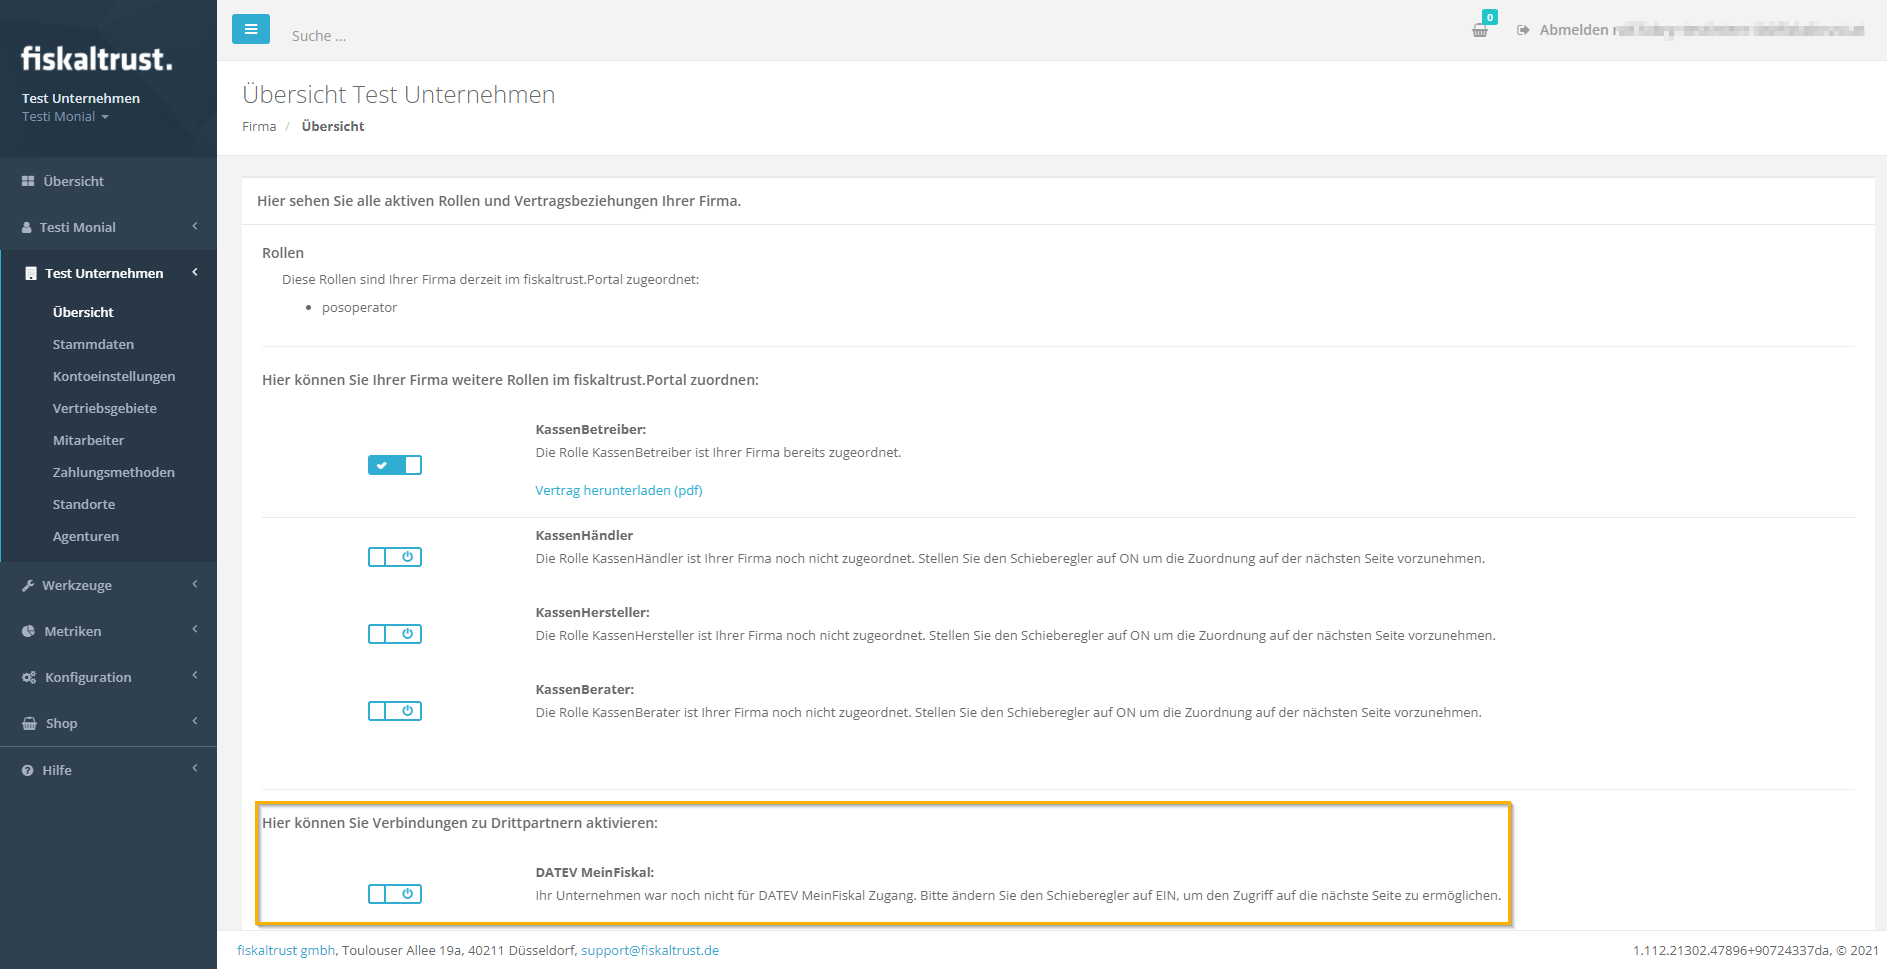 fiskaltrust.
Test Unternehmen
Testi Monial
Übersicht
Testi Monial
Test Unternehmen
Übersicht
Stammdaten
Kontoeinstellungen
Vertriebsgebiete
Mitarbeiter
Zahlungsmethoden
Standorte
Agenturen
Werkzeuge
Metriken
Konfiguration
Shop
Hilfe
Suche ...
0
Abmelden
Übersicht Test Unternehmen
Firma / Übersicht
Hier sehen Sie alle aktiven Rollen und Vertragsbeziehungen Ihrer Firma.
Rollen
Diese Rollen sind Ihrer Firma derzeit im fiskaltrust.Portal zugeordnet:
• posoperator
Hier können Sie Ihrer Firma weitere Rollen im fiskaltrust.Portal zuordnen:
KassenBetreiber:
Die Rolle KassenBetreiber ist Ihrer Firma bereits zugeordnet.
Vertrag herunterladen (pdf)
KassenHändler
Die Rolle KassenHändler ist Ihrer Firma noch nicht zugeordnet. Stellen Sie den Schieberegler auf ON um die Zuordnung auf der nächsten Seite vorzunehmen.
KassenHersteller:
Die Rolle KassenHersteller ist Ihrer Firma noch nicht zugeordnet. Stellen Sie den Schieberegler auf ON um die Zuordnung auf der nächsten Seite vorzunehmen.
KassenBerater:
Die Rolle KassenBerater ist Ihrer Firma noch nicht zugeordnet. Stellen Sie den Schieberegler auf ON um die Zuordnung auf der nächsten Seite vorzunehmen.
Hier können Sie Verbindungen zu Drittpartnern aktivieren:
DATEV MeinFiskal:
Ihr Unternehmen war noch nicht für DATEV MeinFiskal Zugang. Bitte ändern Sie den Schieberegler auf EIN, um den Zugriff auf die nächste Seite zu ermöglichen.
fiskaltrust gmbh, Toulouser Allee 19a, 40211 Düsseldorf, support@fiskaltrust.de
1.112.21302.47896+90724337da, © 2021